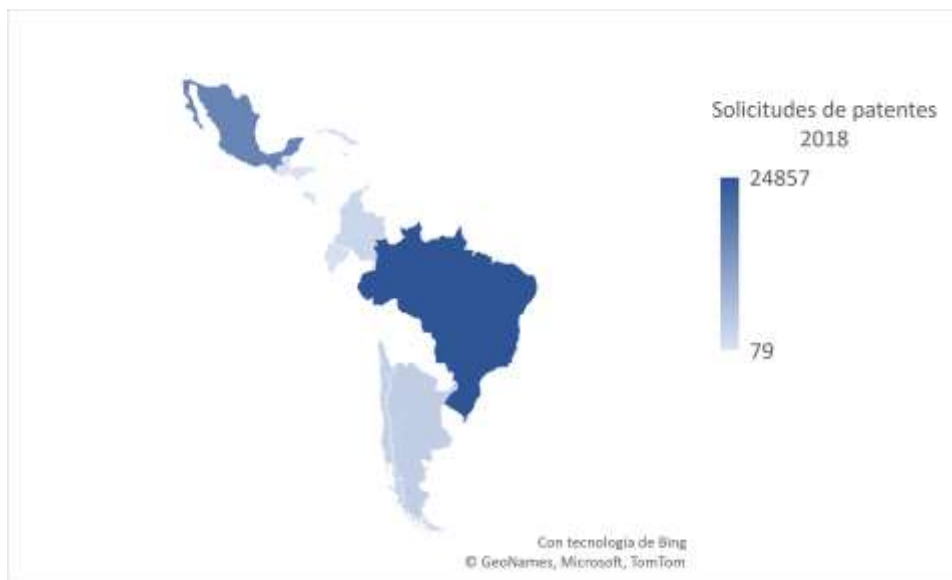 Solicitudes de patentes
2018
24857
79
Con tecnología de Bing
© GeoNames, Microsoft, TomTom